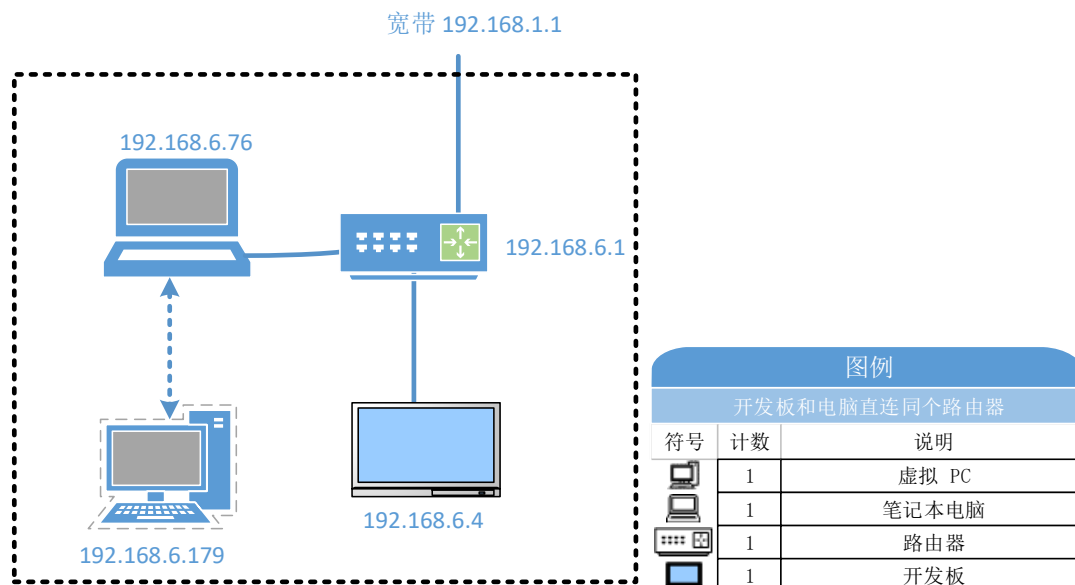 宽带 192.168.1.1
192.168.6.76
192.168.6.1
192.168.6.4
192.168.6.179
图例
开发板和电脑直连同个路由器
符号 计数 说明
1 虚拟 PC
1 笔记本电脑
1 路由器
1 开发板